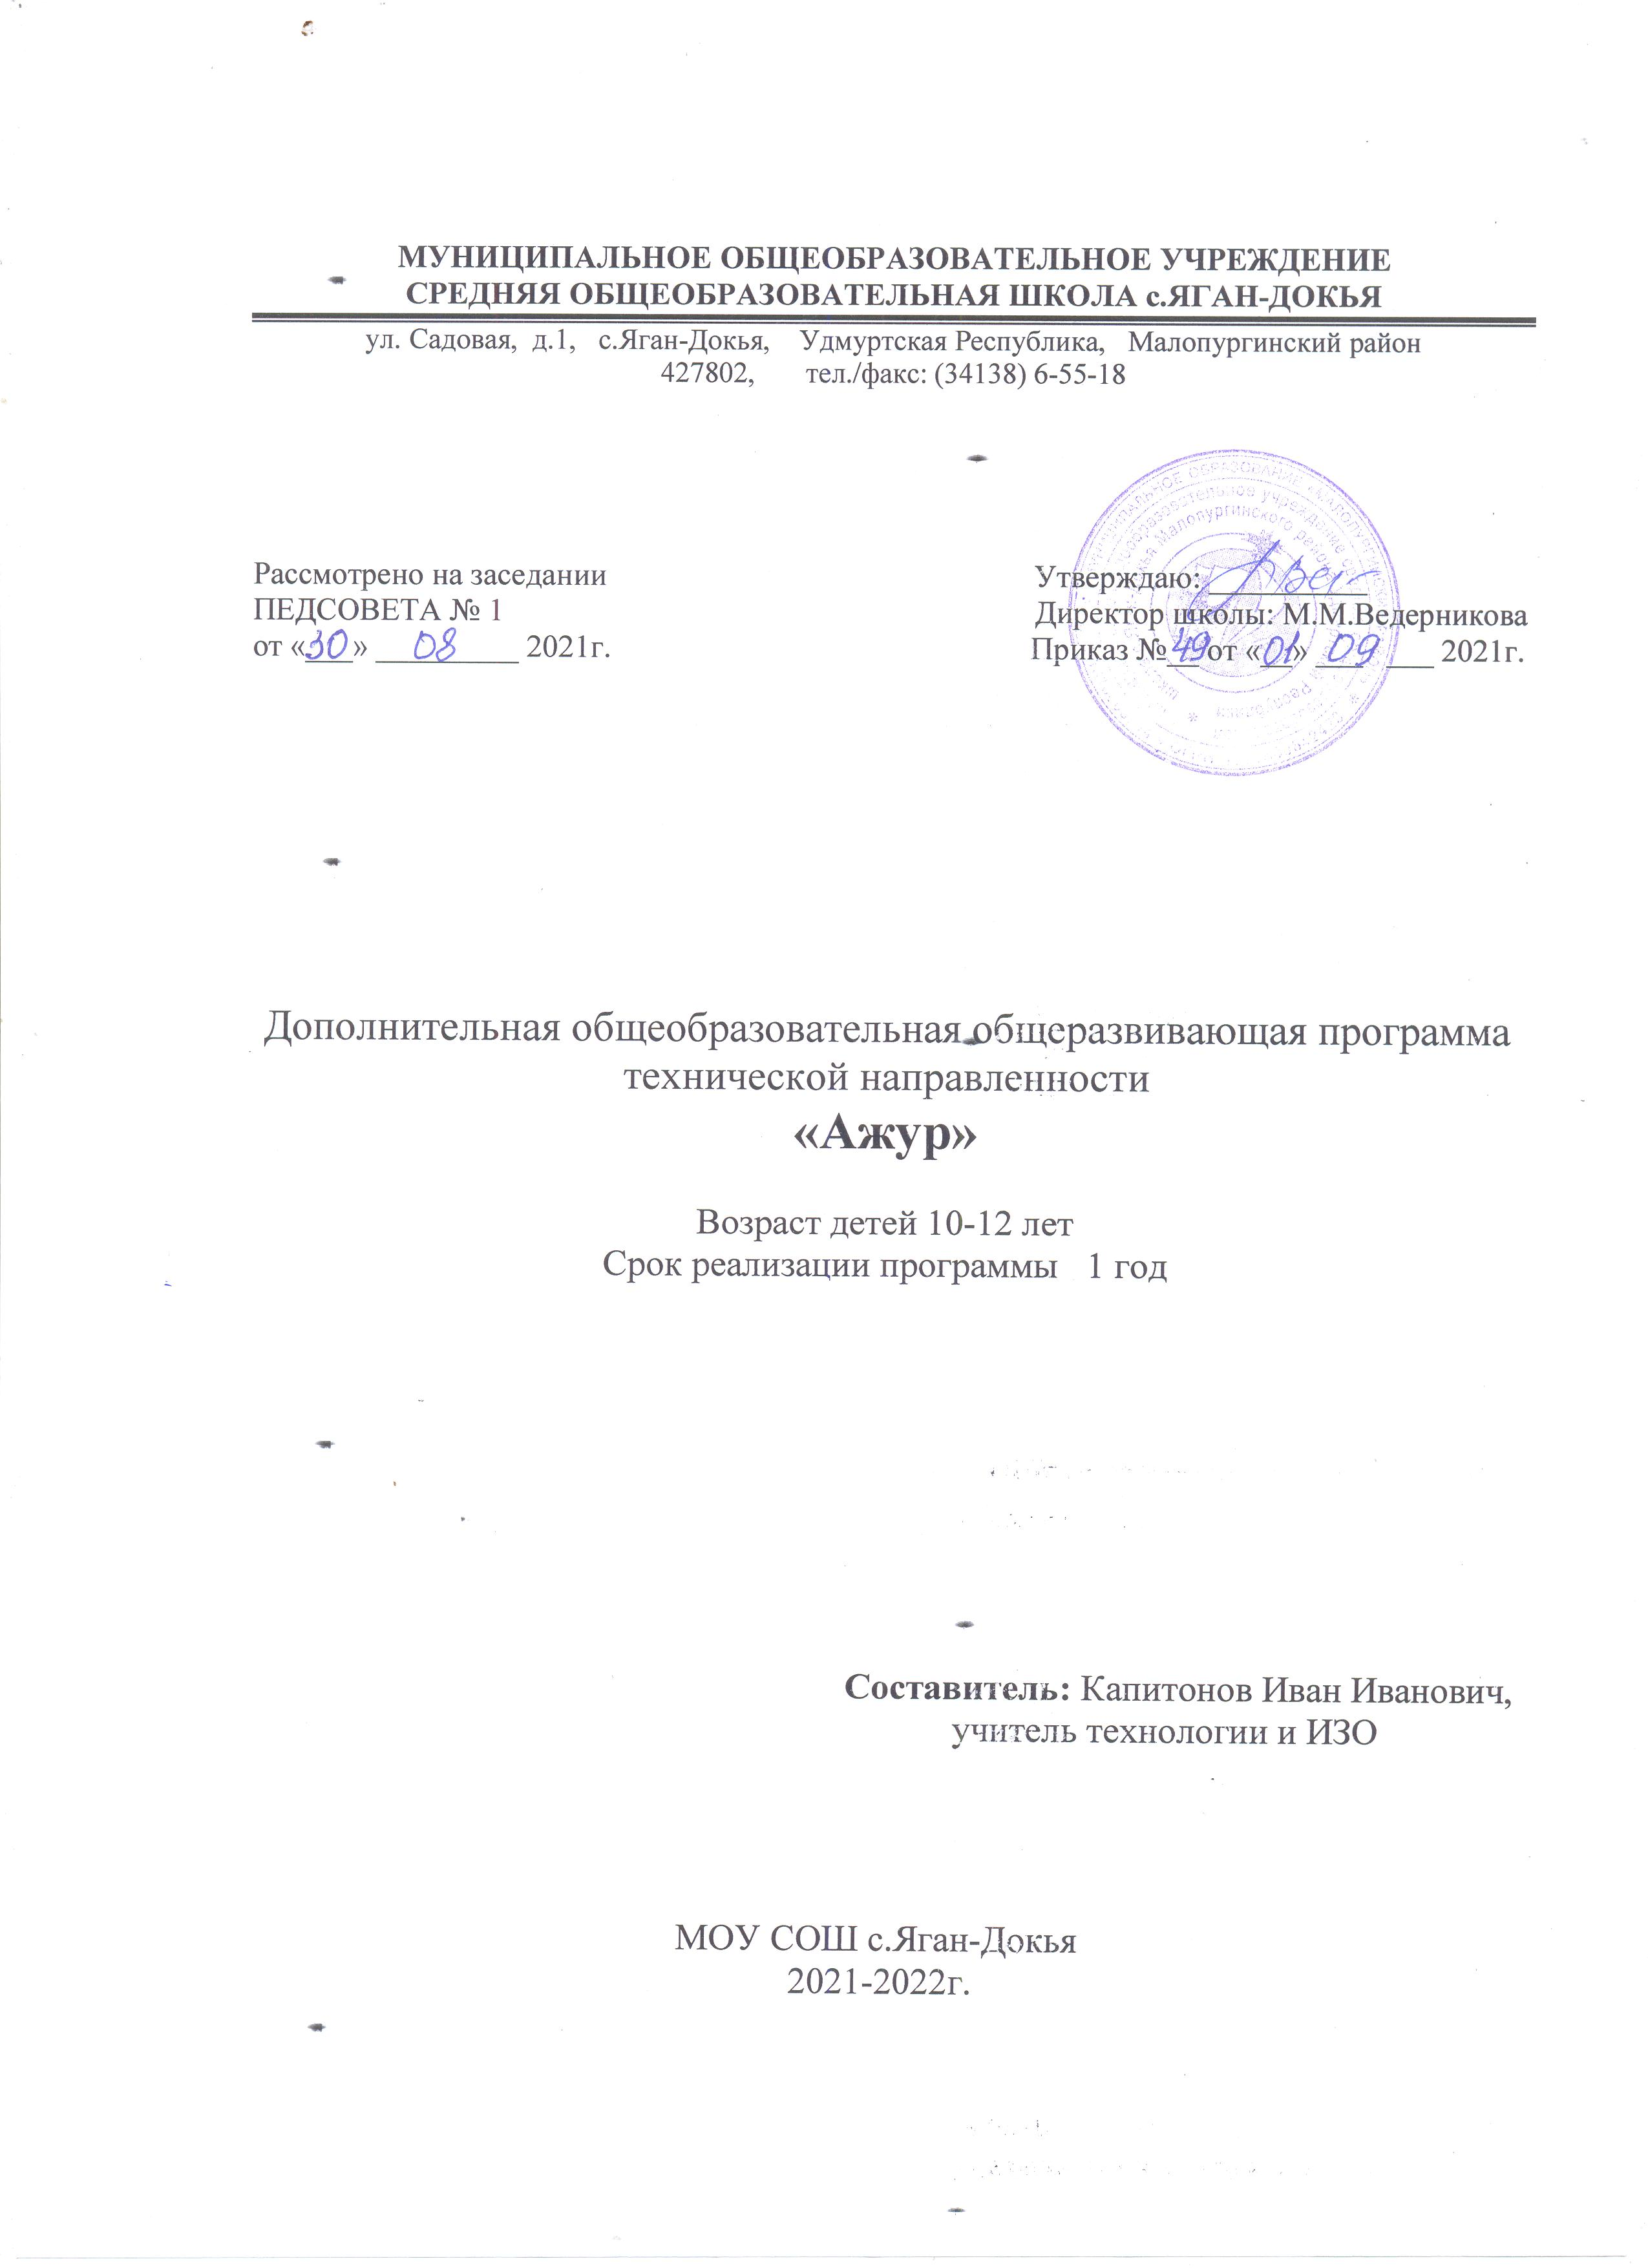 МУНИЦИПАЛЬНОЕ ОБЩЕОБРАЗОВАТЕЛЬНОЕ УЧРЕЖДЕНИЕ
СРЕДНЯЯ ОБЩЕОБРАЗОВАТЕЛЬНАЯ ШКОЛА с.ЯГАН-ДОКЬЯ
ул. Садовая, д.1, с.Яган-Докья, Удмуртская Республика, Малопургинский район
427802, тел./факс: (34138) 6-55-18
Рассмотрено на заседании
ПЕДСОВЕТА № 1
от «30» 08 2021г.
Утверждаю:
Директор школы: М.М.Ведерникова
Приказ № 49 от «01» 09 2021г.
Дополнительная общеобразовательная общеразвивающая программа
технической направленности
«Ажур»
Возраст детей 10-12 лет
Срок реализации программы 1 год
Составитель: Капитонов Иван Иванович,
учитель технологии и ИЗО
МОУ СОШ с.Яган-Докья
2021-2022г.